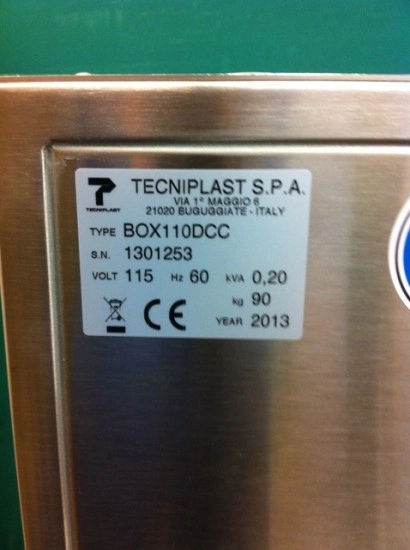 TECNIPLAST S.P.A.
VIA 1° MAGGIO 6
TECNIPLAST
21020 BUGUGGIATE - ITALY
TYPE BOX110DCC
S.N. 1301253
VOLT 115 Hz 60 kVA 0,20
kg 90
CE
YEAR 2013